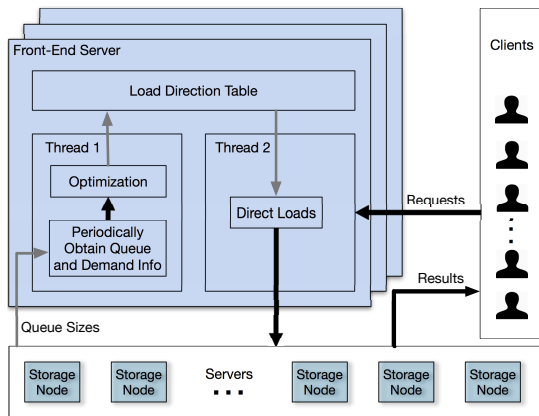 Front-End Server
Clients
Load Direction Table
Thread 1
Thread 2
Optimization
Direct Loads
Requests
Periodically
Obtain Queue
and Demand Info
Results
Queue Sizes
Servers
Storage
Node
Storage
Node
...
Storage
Node
Storage
Node
Storage
Node